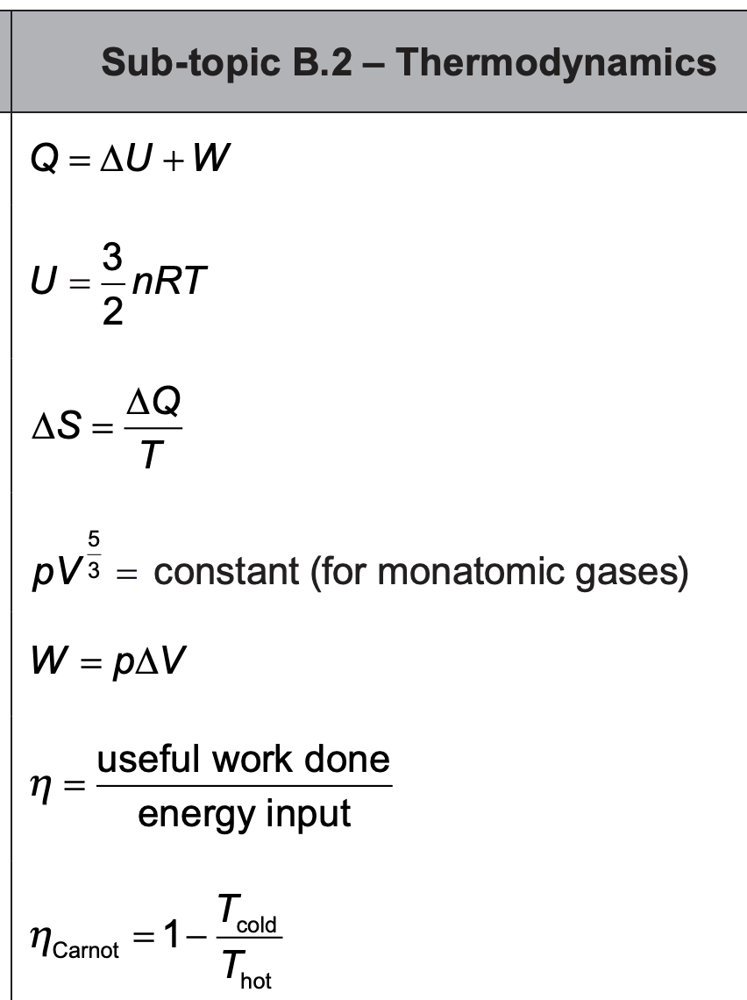 Sub-topic B.2 – Thermodynamics
Q = ΔU + W
U = 3/2 nRT
ΔS = ΔQ/T
pV^(5/3) = constant (for monatomic gases)
W = pΔV
η = useful work done / energy input
η_Carnot = 1 − T_cold/T_hot